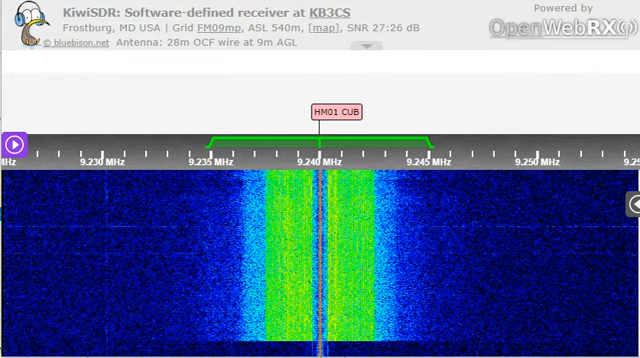 KiwiSDR: Software-defined receiver at KB3CS
Powered by
Frostburg, MD USA | Grid FM09mp, ASL 540m, [map], SNR 27:26 dB
OpenWebRX
© bluebison.net Antenna: 28m OCF wire at 9m AGL
HM01 CUB
MHz 9.230 MHz 9.235 MHz 9.240 MHz 9.245 MHz 9.250 MHz 9.25